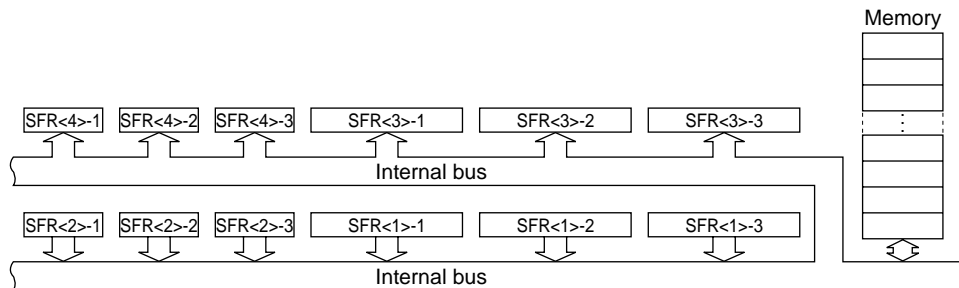 Memory
SFR<4>-1 SFR<4>-2 SFR<4>-3 SFR<3>-1 SFR<3>-2 SFR<3>-3
Internal bus
SFR<2>-1 SFR<2>-2 SFR<2>-3 SFR<1>-1 SFR<1>-2 SFR<1>-3
Internal bus